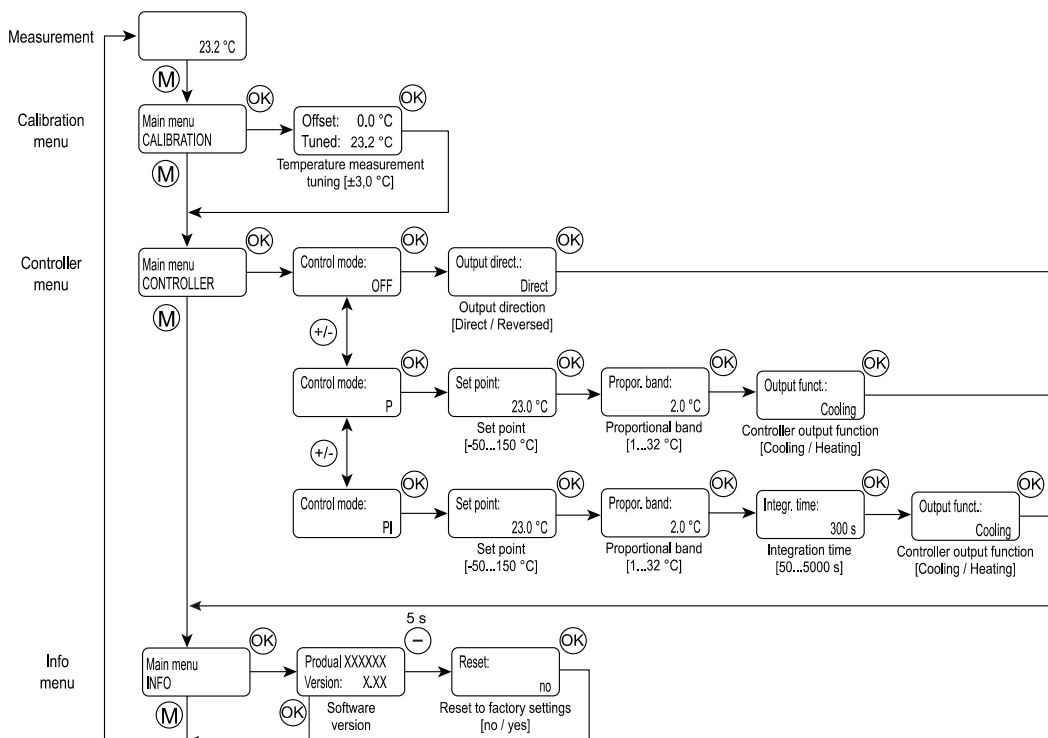 Measurement
23.2 °C
M
Calibration
menu
Main menu
CALIBRATION
OK
Offset: 0.0 °C
Tuned: 23.2 °C
OK
Temperature measurement
tuning [±3,0 °C]
M
Controller
menu
Main menu
CONTROLLER
OK
Control mode:
OFF
OK
Output direct.:
Direct
OK
Output direction
[Direct / Reversed]
M
+/-
Control mode:
P
OK
Set point:
23.0 °C
OK
Set point
[-50...150 °C]
Propor. band:
2.0 °C
OK
Proportional band
[1...32 °C]
Output funct.:
Cooling
OK
Controller output function
[Cooling / Heating]
+/-
Control mode:
PI
OK
Set point:
23.0 °C
OK
Set point
[-50...150 °C]
Propor. band:
2.0 °C
OK
Proportional band
[1...32 °C]
Integr. time:
300 s
OK
Integration time
[50...5000 s]
Output funct.:
Cooling
OK
Controller output function
[Cooling / Heating]
Info
menu
Main menu
INFO
OK
Produal XXXXXX
Version: X.XX
5 s
−
Reset:
no
OK
M
OK
Software
version
Reset to factory settings
[no / yes]